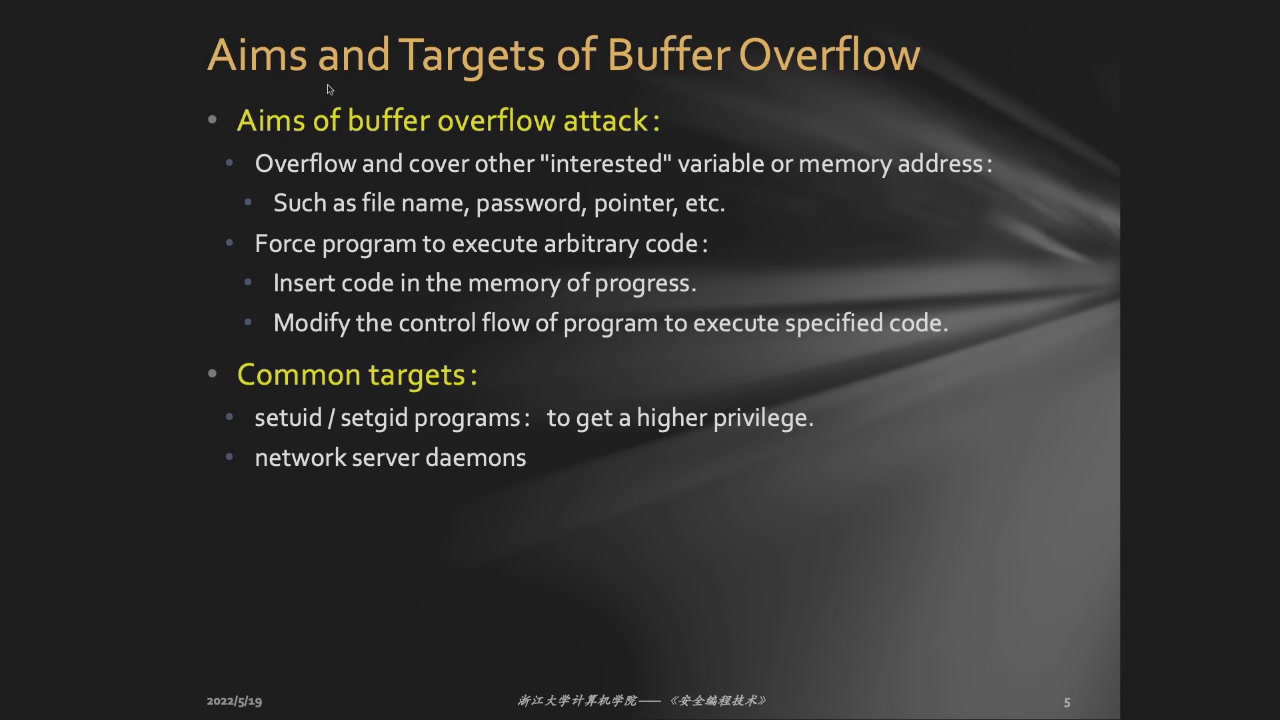 Aims and Targets of Buffer Overflow
• Aims of buffer overflow attack:
• Overflow and cover other "interested" variable or memory address:
• Such as file name, password, pointer, etc.
• Force program to execute arbitrary code:
• Insert code in the memory of progress.
• Modify the control flow of program to execute specified code.
• Common targets:
• setuid / setgid programs: to get a higher privilege.
• network server daemons
2022/5/19 浙江大学计算机学院——《安全编程技术》 5